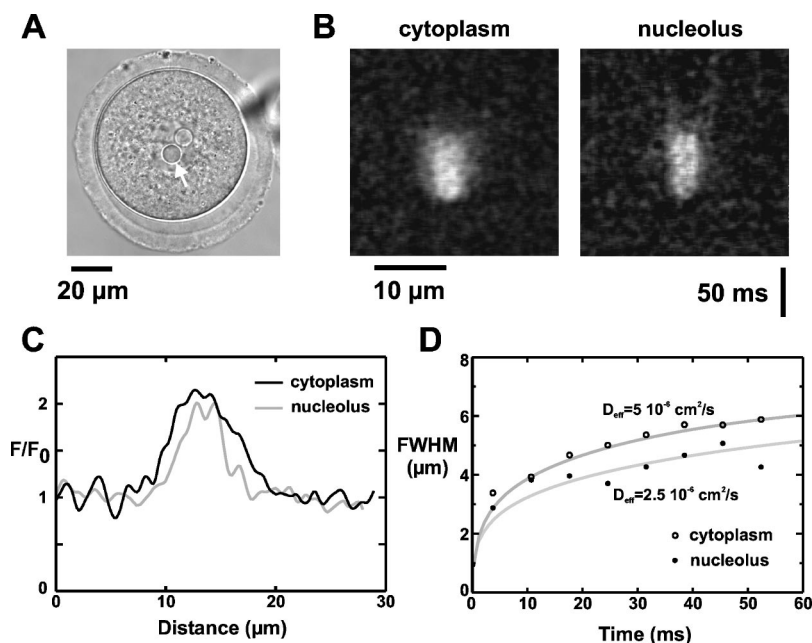 A
B
cytoplasm
nucleolus
20 µm
10 µm
50 ms
C
D
2
1
0
F/F0
cytoplasm
nucleolus
0
10
20
30
Distance (µm)
8
6
4
2
0
FWHM
(µm)
Deff=5 10-6 cm2/s
Deff=2.5 10-6 cm2/s
cytoplasm
nucleolus
0
10
20
30
40
50
60
Time (ms)